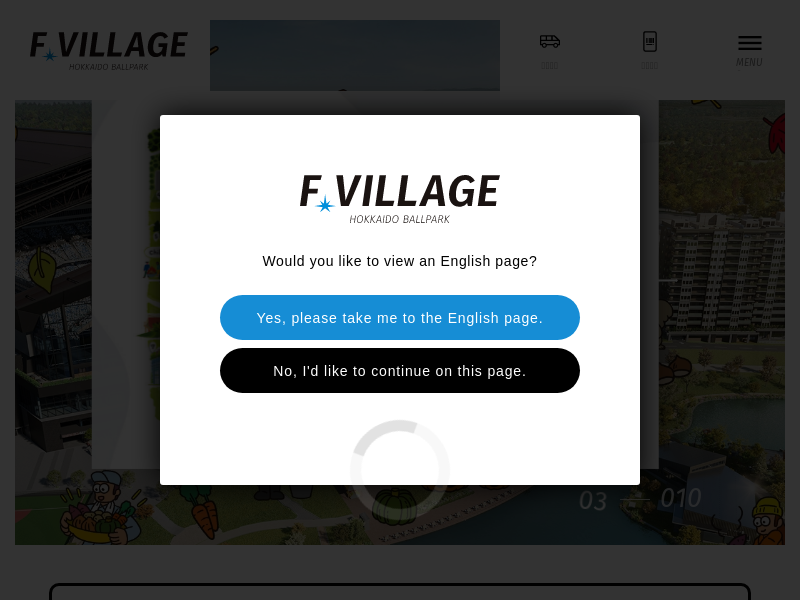 F VILLAGE
HOKKAIDO BALLPARK
MENU
F VILLAGE
HOKKAIDO BALLPARK
Would you like to view an English page?
Yes, please take me to the English page.
No, I'd like to continue on this page.
03 — 010